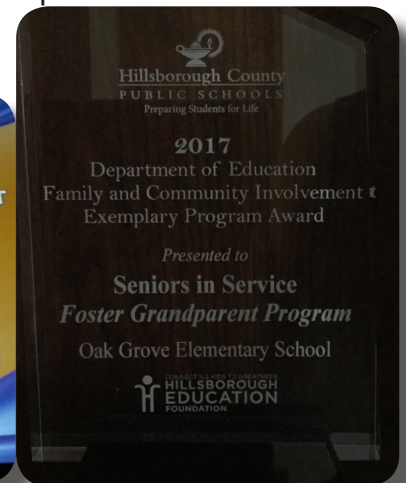 Hillsborough County
PUBLIC SCHOOLS
Preparing Students for Life
2017
Department of Education
Family and Community Involvement t
Exemplary Program Award
Presented to
Seniors in Service
Foster Grandparent Program
Oak Grove Elementary School
HILLSBOROUGH
EDUCATION
FOUNDATION